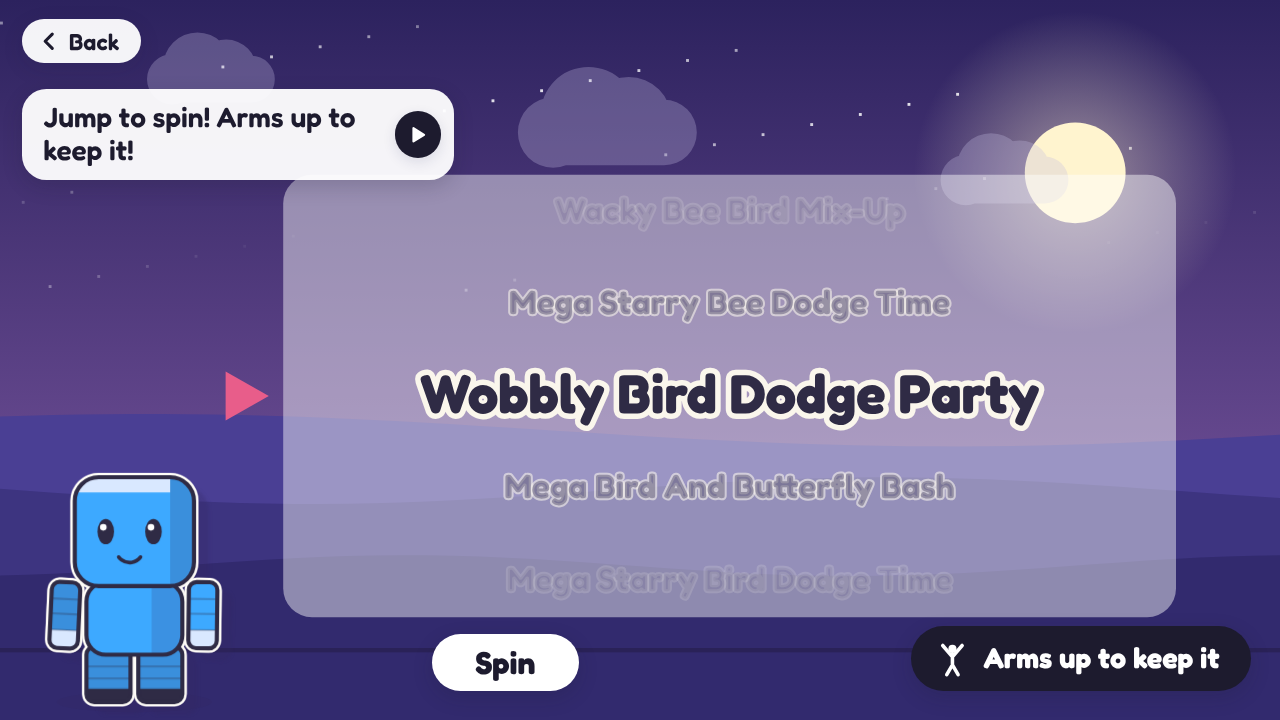 Back
Jump to spin! Arms up to
keep it!
Wacky Bee Bird Mix-Up
Mega Starry Bee Dodge Time
Wobbly Bird Dodge Party
Mega Bird And Butterfly Bash
Mega Starry Bird Dodge Time
Spin
Arms up to keep it